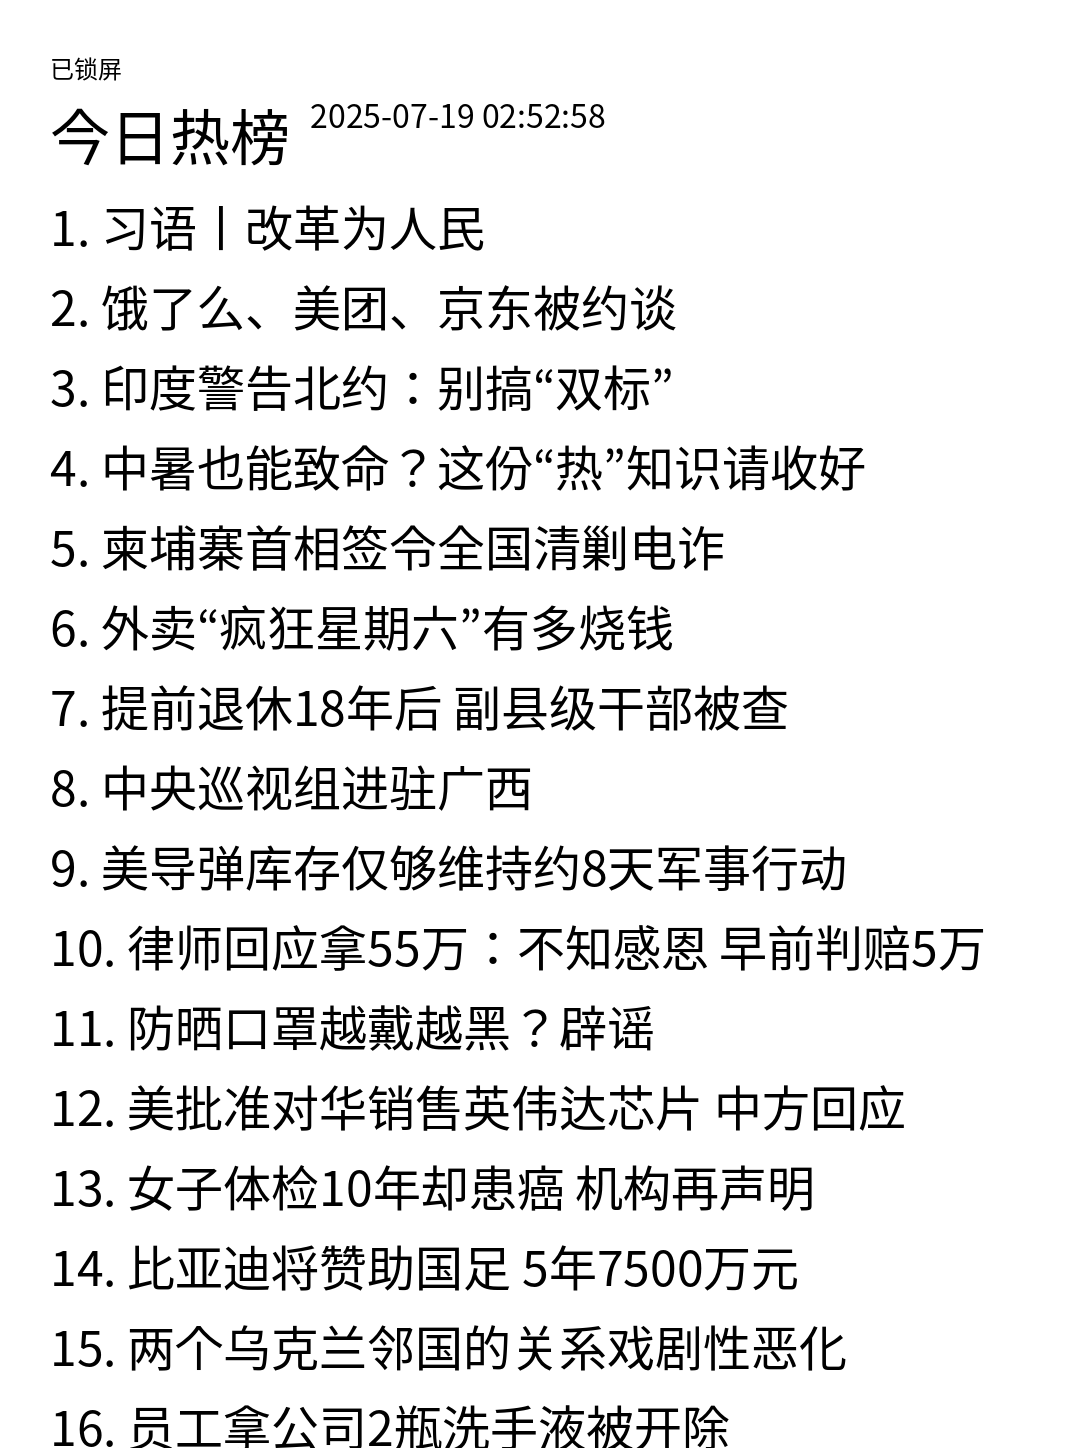 已锁屏
今日热榜 2025-07-19 02:52:58
1. 习语丨改革为人民
2. 饿了么、美团、京东被约谈
3. 印度警告北约：别搞“双标”
4. 中暑也能致命？这份“热”知识请收好
5. 柬埔寨首相签令全国清剿电诈
6. 外卖“疯狂星期六”有多烧钱
7. 提前退休18年后 副县级干部被查
8. 中央巡视组进驻广西
9. 美导弹库存仅够维持约8天军事行动
10. 律师回应拿55万：不知感恩 早前判赔5万
11. 防晒口罩越戴越黑？辟谣
12. 美批准对华销售英伟达芯片 中方回应
13. 女子体检10年却患癌 机构再声明
14. 比亚迪将赞助国足 5年7500万元
15. 两个乌克兰邻国的关系戏剧性恶化
16. 员工拿公司2瓶洗手液被开除